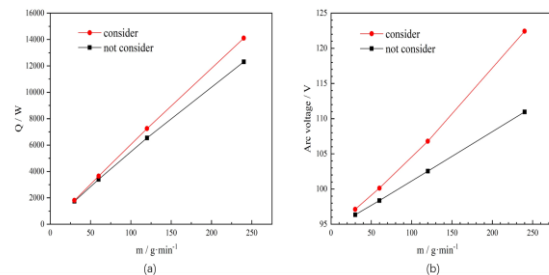 consider
not consider
Q / W
16000
14000
12000
10000
8000
6000
4000
2000
0
0 50 100 150 200 250
m / g·min⁻¹
(a)
consider
not consider
Arc voltage / V
125
120
115
110
105
100
95
0 50 100 150 200 250
m / g·min⁻¹
(b)